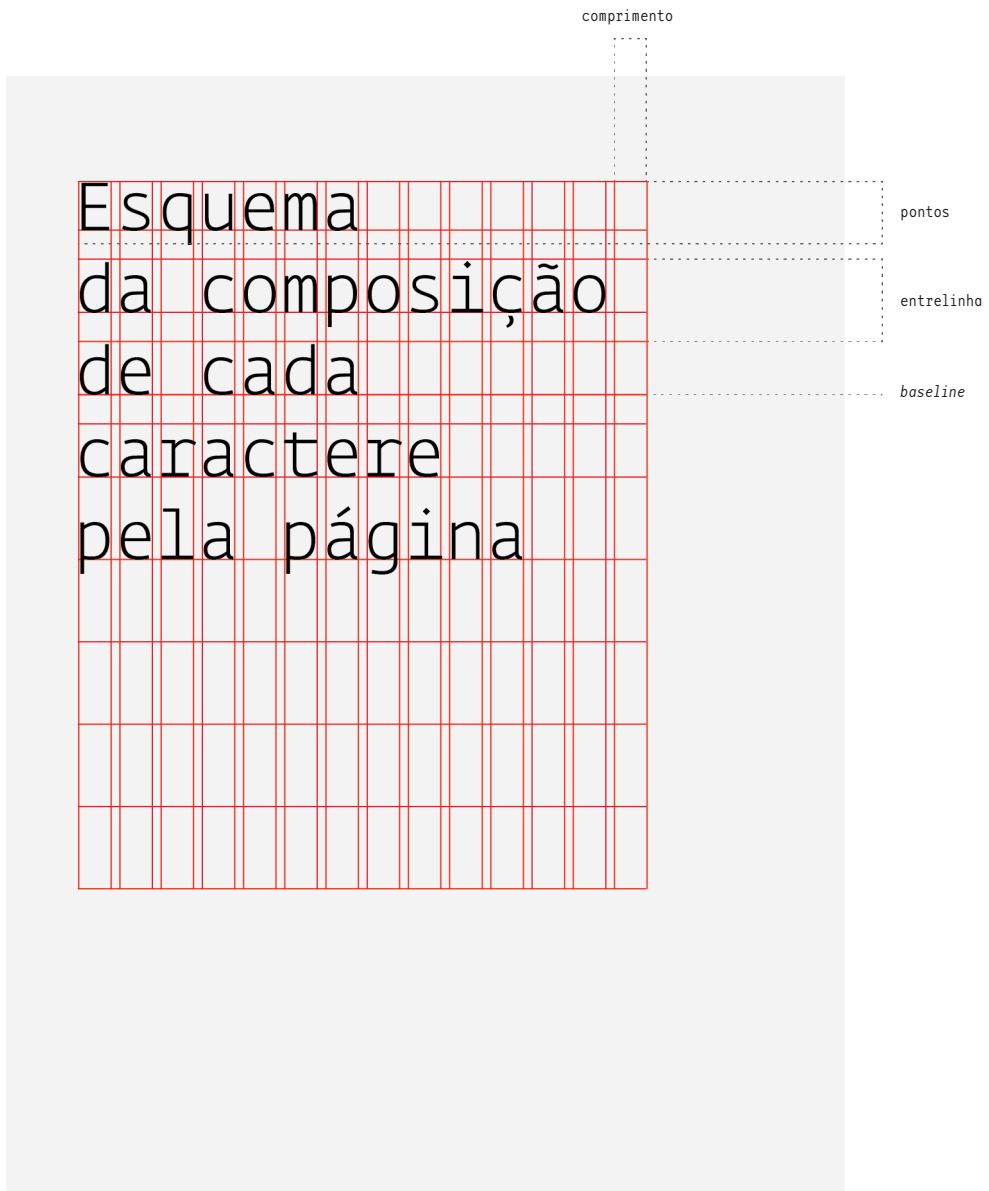 comprimento
Esquema
pontos
da composição
entrelinha
de cada
baseline
caractere
pela página